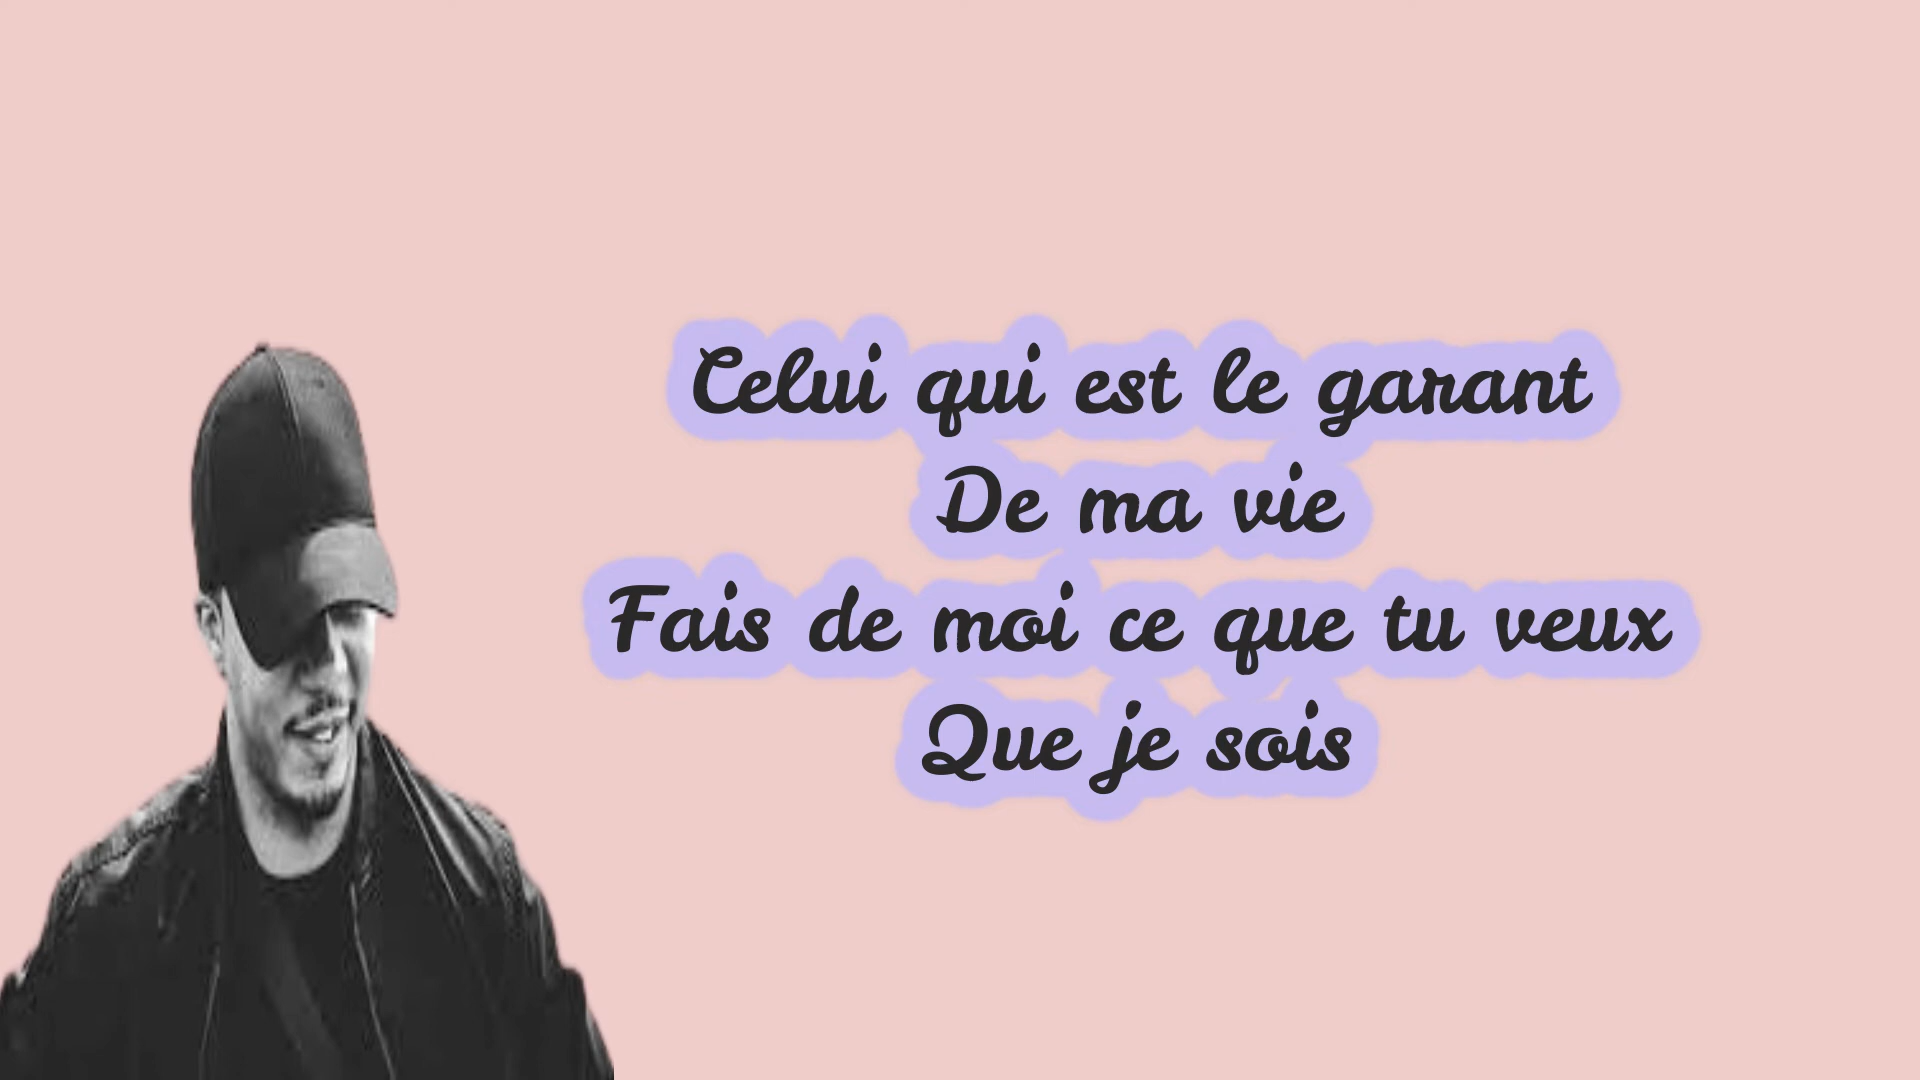 Celui qui est le garant
De ma vie
Fais de moi ce que tu veux
Que je sois